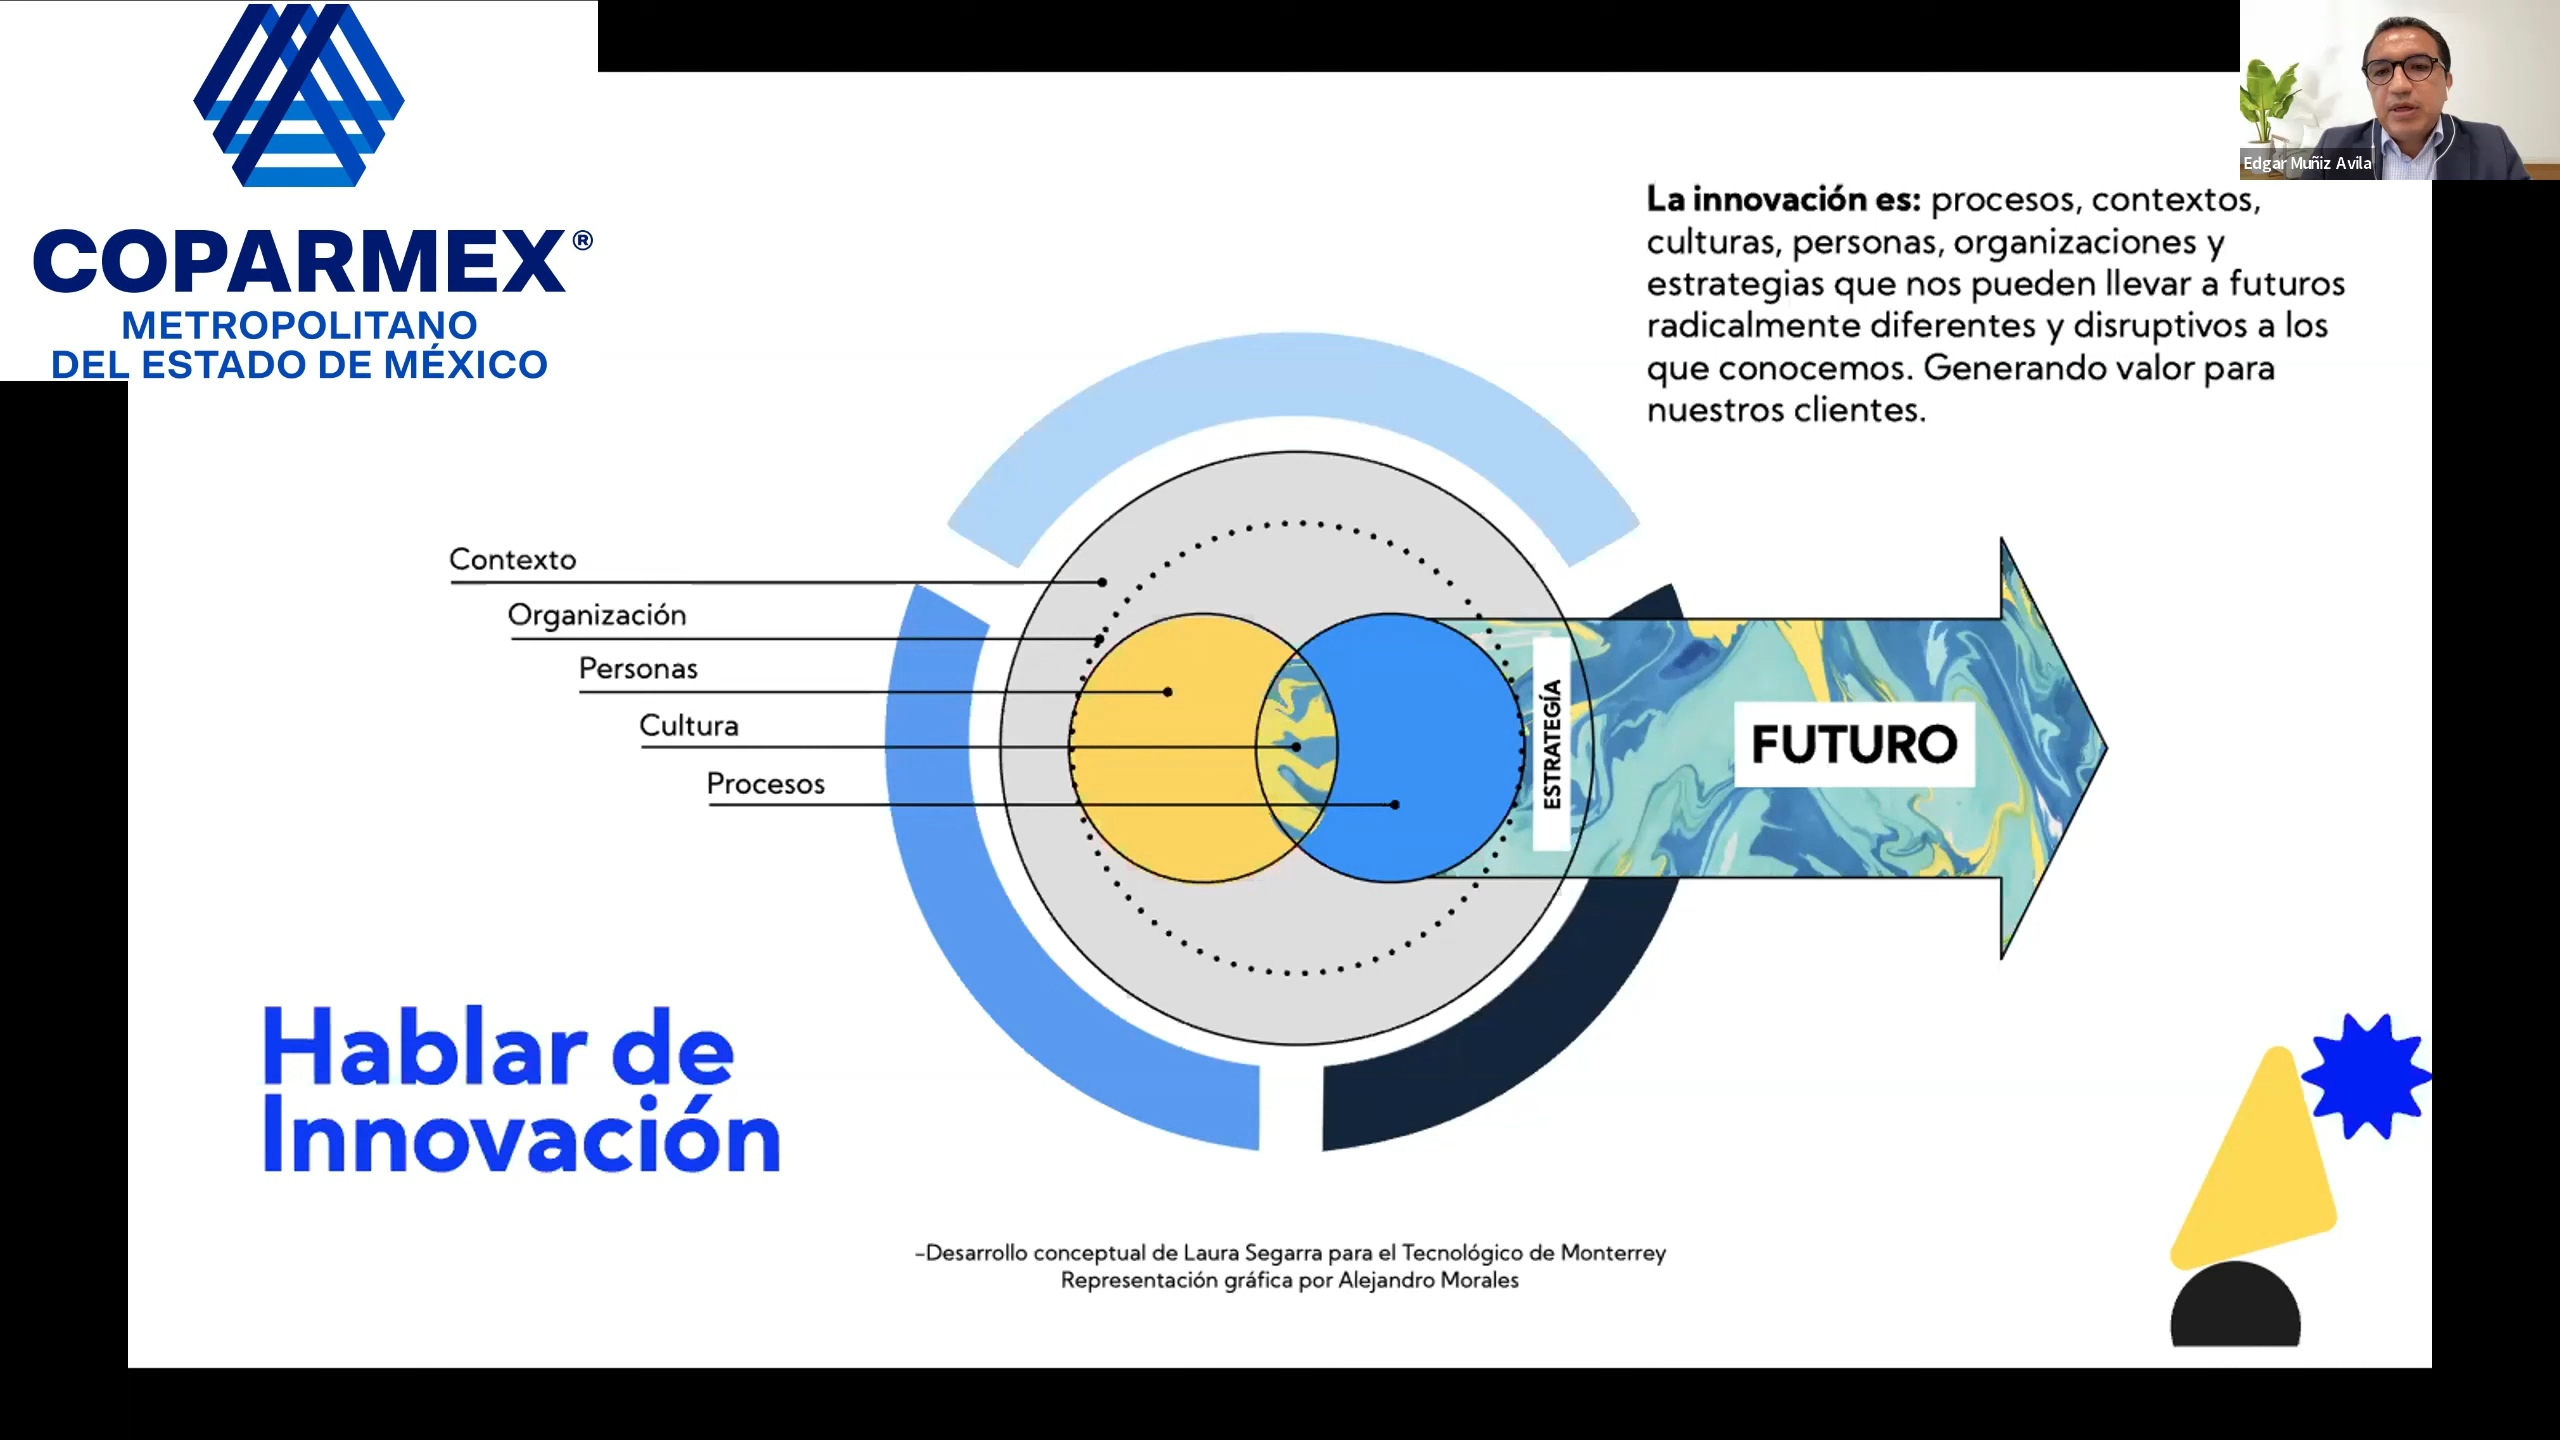 COPARMEX®
METROPOLITANO
DEL ESTADO DE MÉXICO
Edgar Muñiz Avila
La innovación es: procesos, contextos,
culturas, personas, organizaciones y
estrategias que nos pueden llevar a futuros
radicalmente diferentes y disruptivos a los
que conocemos. Generando valor para
nuestros clientes.
Contexto
Organización
Personas
Cultura
Procesos
ESTRATEGÍA
FUTURO
Hablar de
Innovación
-Desarrollo conceptual de Laura Segarra para el Tecnológico de Monterrey
Representación gráfica por Alejandro Morales